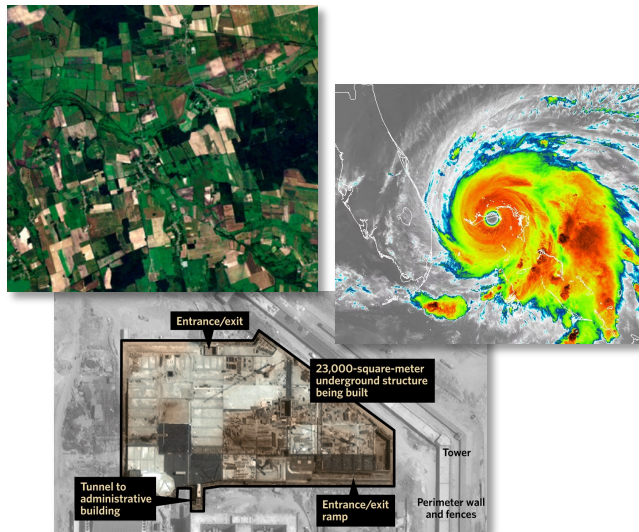 Entrance/exit
23,000-square-meter
underground structure
being built
Tower
Tunnel to
administrative
building
Entrance/exit
ramp
Perimeter wall
and fences